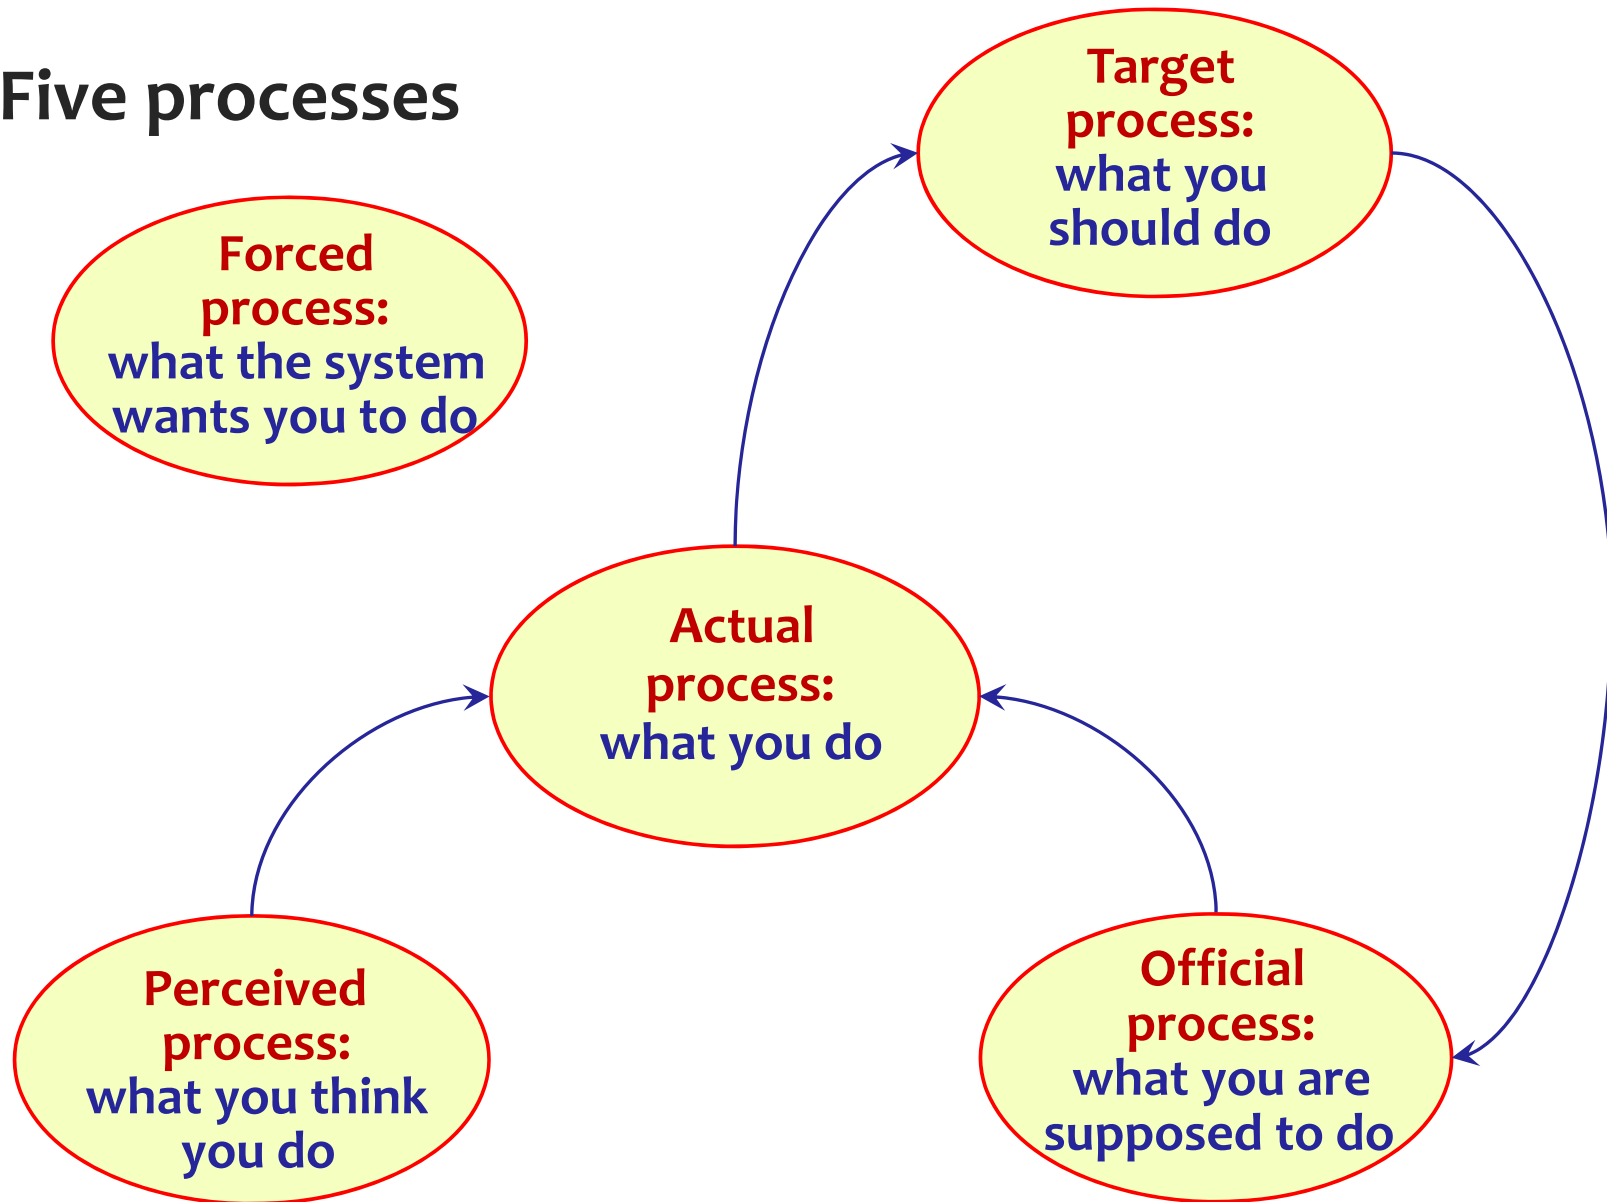 Five processes
Target
process:
what you
should do
Forced
process:
what the system
wants you to do
Actual
process:
what you do
Perceived
process:
what you think
you do
Official
process:
what you are
supposed to do